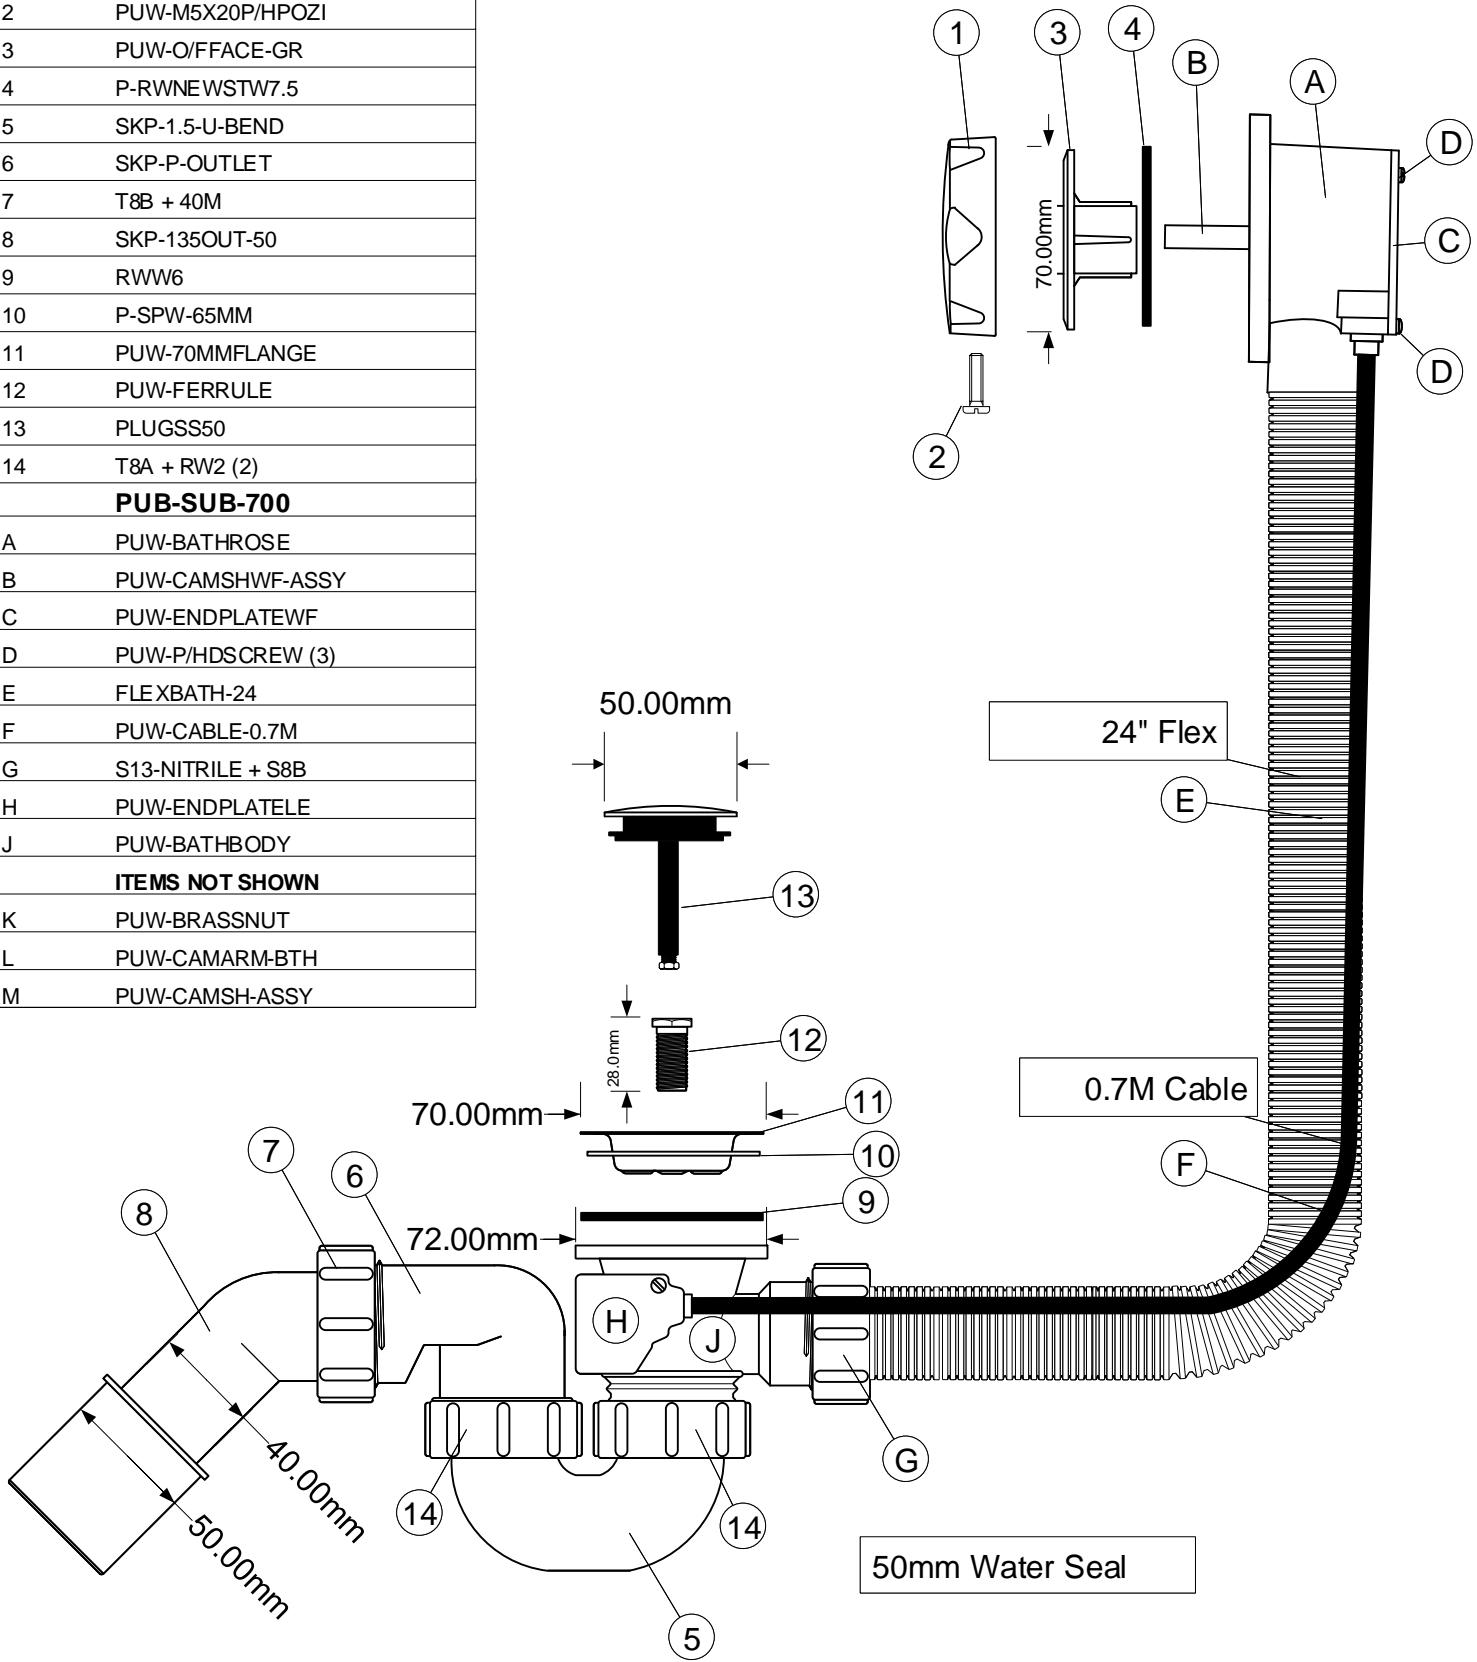 2 PUW-M5X20P/HPOZI
3 PUW-O/FFACE-GR
4 P-RWNEWSTW7.5
5 SKP-1.5-U-BEND
6 SKP-P-OUTLET
7 T8B + 40M
8 SKP-135OUT-50
9 RWW6
10 P-SPW-65MM
11 PUW-70MMFLANGE
12 PUW-FERRULE
13 PLUGSS50
14 T8A + RW2 (2)
PUB-SUB-700
A PUW-BATHROSE
B PUW-CAMSHWF-ASSY
C PUW-ENDPLATEWF
D PUW-P/HDSCREW (3)
E FLEXBATH-24
F PUW-CABLE-0.7M
G S13-NITRILE + S8B
H PUW-ENDPLATELE
J PUW-BATHBODY
ITEMS NOT SHOWN
K PUW-BRASSNUT
L PUW-CAMARM-BTH
M PUW-CAMSH-ASSY
1
3
4
B
A
D
C
D
70.00mm
2
50.00mm
24" Flex
E
13
12
28.0mm
0.7M Cable
70.00mm
11
10
F
9
72.00mm
7
6
8
H
J
G
40.00mm
50.00mm
14
14
50mm Water Seal
5